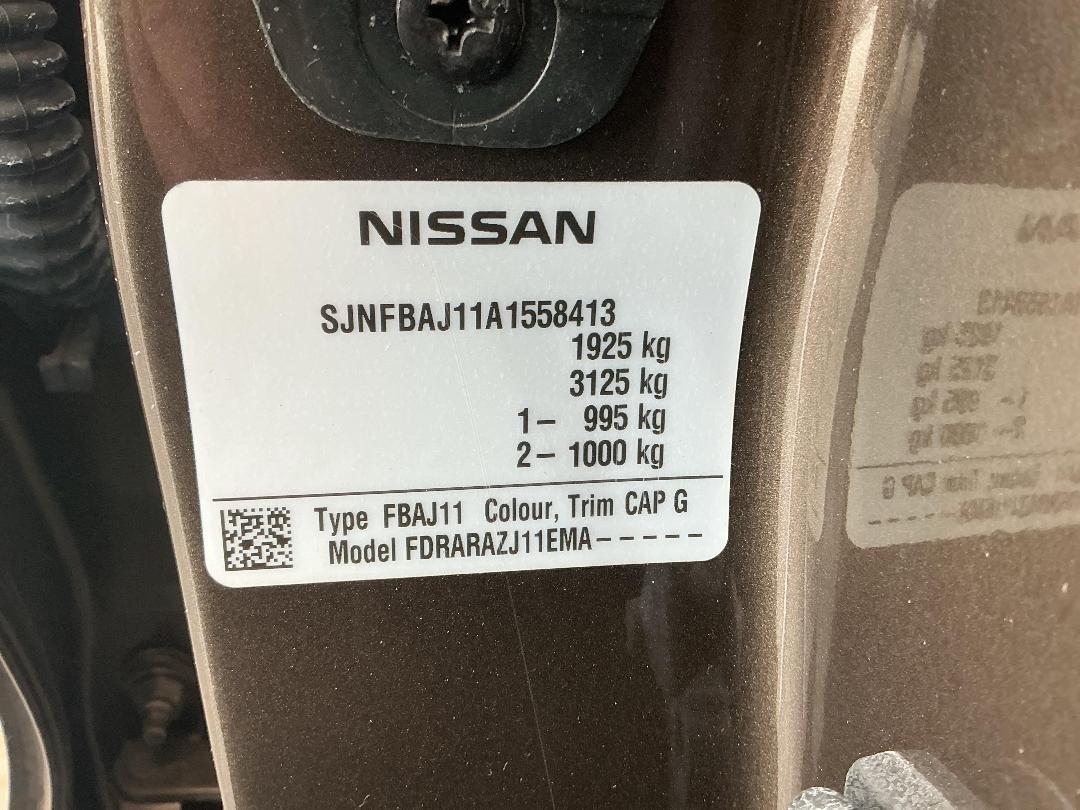 NISSAN
SJNFBAJ11A1558413
1925 kg
3125 kg
1– 995 kg
2– 1000 kg
Type FBAJ11 Colour, Trim CAP G
Model FDRARAZJ11EMA–––––